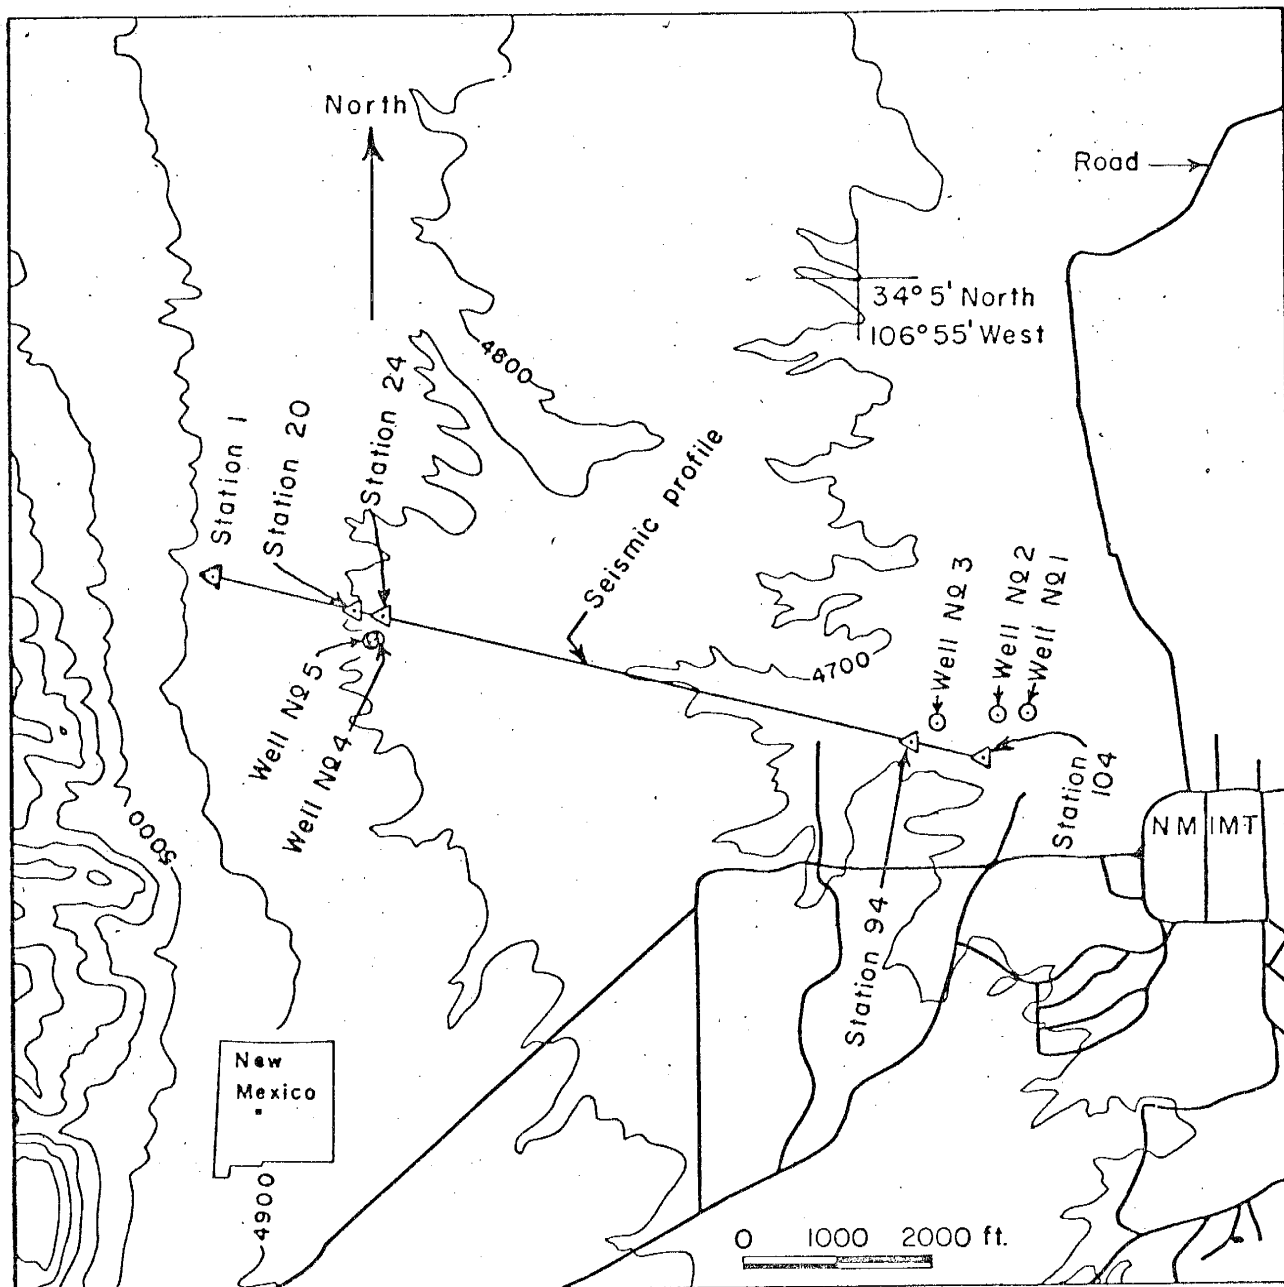 North
Road
34° 5' North
106° 55' West
4800
Station 24
Station 20
Station 1
Seismic profile
Well No 3
Well No 2
Well No 1
4700
Well No 5
Well No 4
Station
104
5000
NMIMT
Station 94
New
Mexico
4900
0 1000 2000 ft.